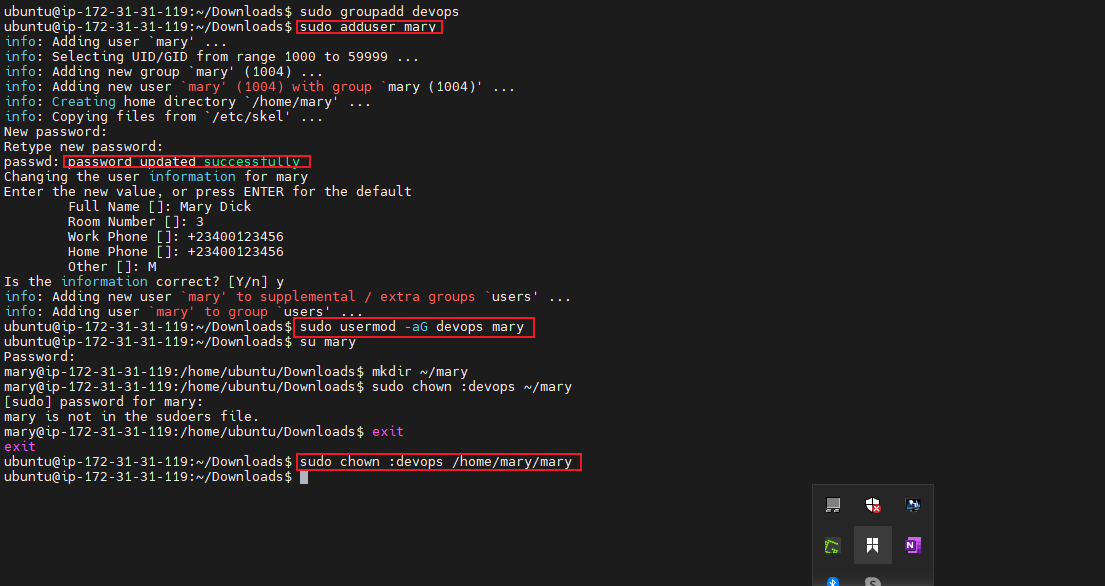 ubuntu@ip-172-31-31-119:~/Downloads$ sudo groupadd devops
ubuntu@ip-172-31-31-119:~/Downloads$ sudo adduser mary
info: Adding user `mary' ...
info: Selecting UID/GID from range 1000 to 59999 ...
info: Adding new group `mary' (1004) ...
info: Adding new user `mary' (1004) with group `mary (1004)' ...
info: Creating home directory `/home/mary' ...
info: Copying files from `/etc/skel' ...
New password:
Retype new password:
passwd: password updated successfully
Changing the user information for mary
Enter the new value, or press ENTER for the default
Full Name []: Mary Dick
Room Number []: 3
Work Phone []: +23400123456
Home Phone []: +23400123456
Other []: M
Is the information correct? [Y/n] y
info: Adding new user `mary' to supplemental / extra groups `users' ...
info: Adding user `mary' to group `users' ...
ubuntu@ip-172-31-31-119:~/Downloads$ sudo usermod -aG devops mary
ubuntu@ip-172-31-31-119:~/Downloads$ su mary
Password:
mary@ip-172-31-31-119:/home/ubuntu/Downloads$ mkdir ~/mary
mary@ip-172-31-31-119:/home/ubuntu/Downloads$ sudo chown :devops ~/mary
[sudo] password for mary:
mary is not in the sudoers file.
mary@ip-172-31-31-119:/home/ubuntu/Downloads$ exit
exit
ubuntu@ip-172-31-31-119:~/Downloads$ sudo chown :devops /home/mary/mary
ubuntu@ip-172-31-31-119:~/Downloads$
N
S